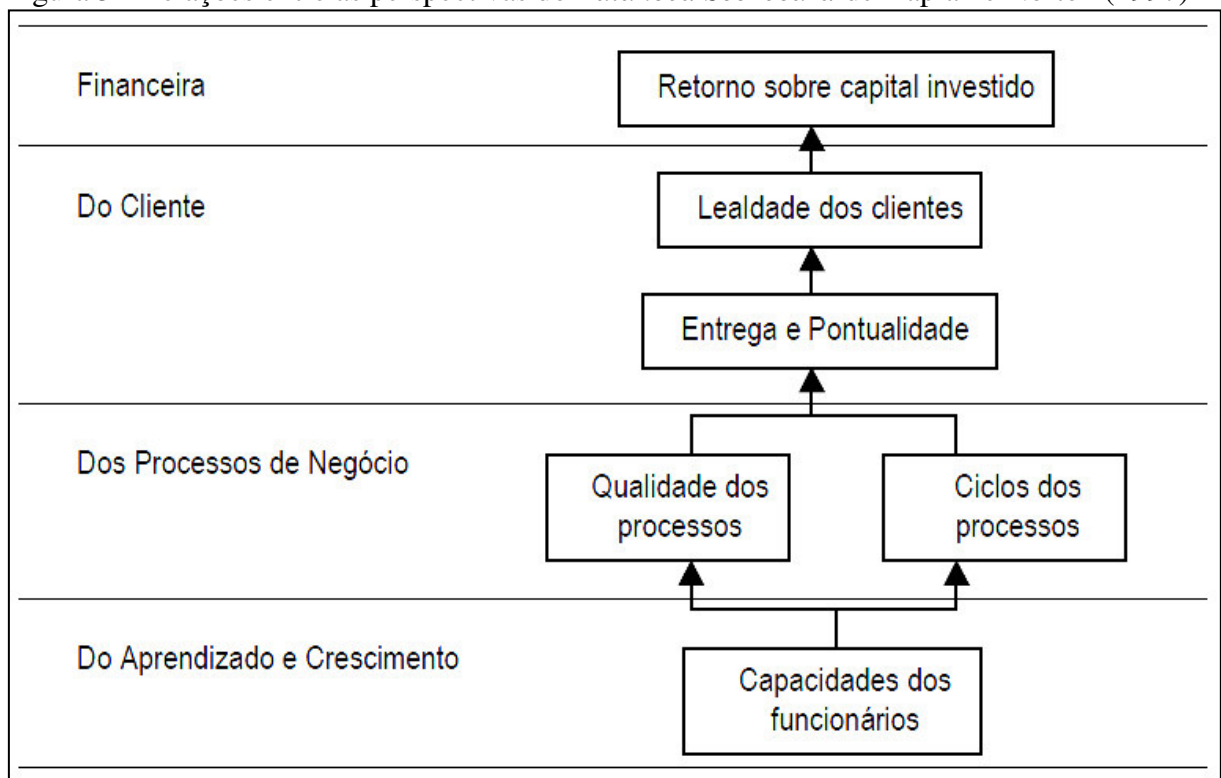 Financeira
Retorno sobre capital investido
Do Cliente
Lealdade dos clientes
Entrega e Pontualidade
Dos Processos de Negócio
Qualidade dos
processos
Ciclos dos
processos
Do Aprendizado e Crescimento
Capacidades dos
funcionários